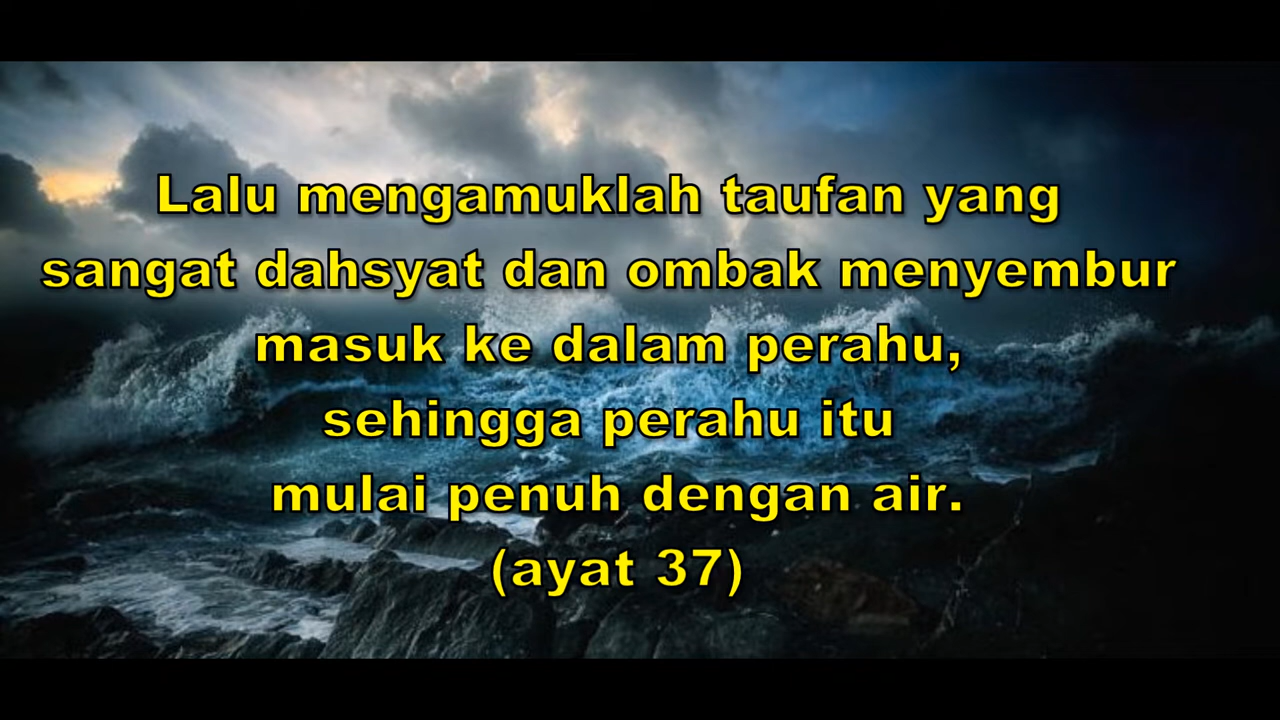 Lalu mengamuklah taufan yang
sangat dahsyat dan ombak menyembur
masuk ke dalam perahu,
sehingga perahu itu
mulai penuh dengan air.
(ayat 37)